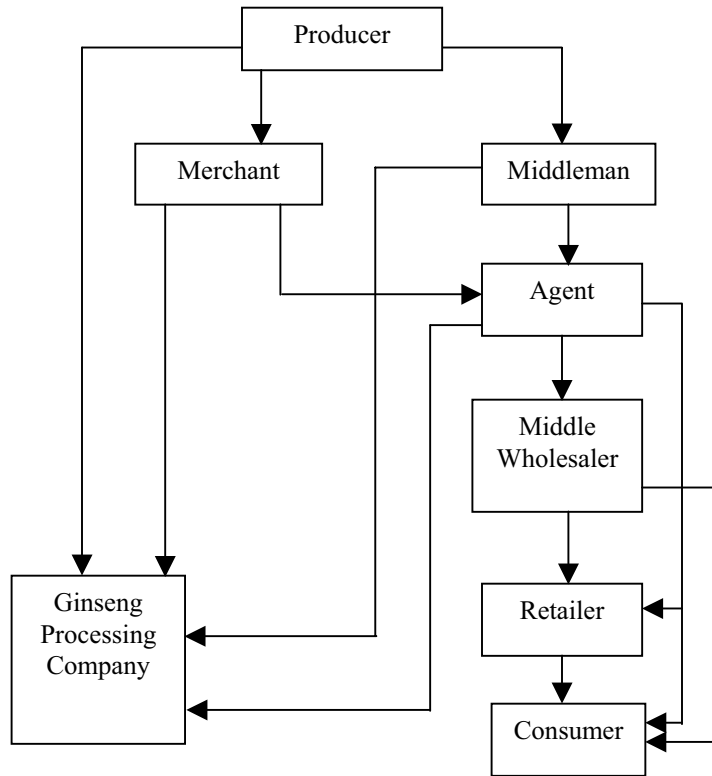 Producer
Merchant
Middleman
Agent
Middle
Wholesaler
Ginseng
Processing
Company
Retailer
Consumer